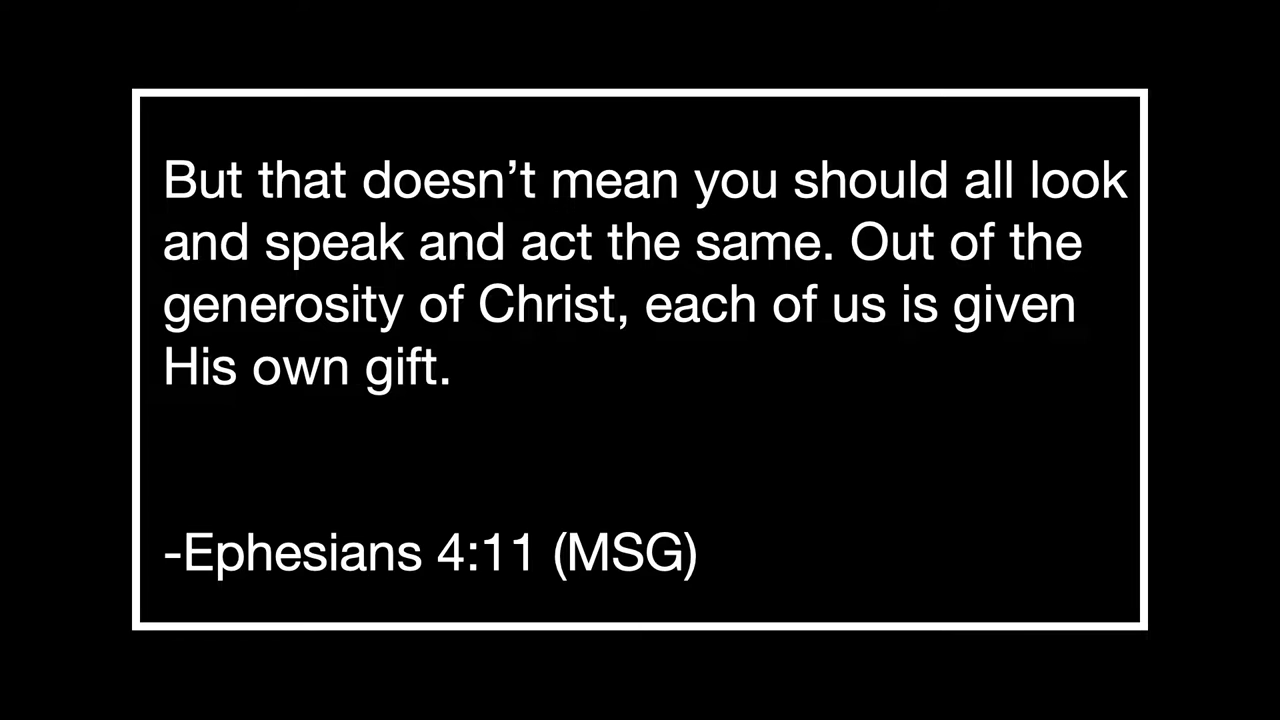 But that doesn’t mean you should all look
and speak and act the same. Out of the
generosity of Christ, each of us is given
His own gift.
-Ephesians 4:11 (MSG)